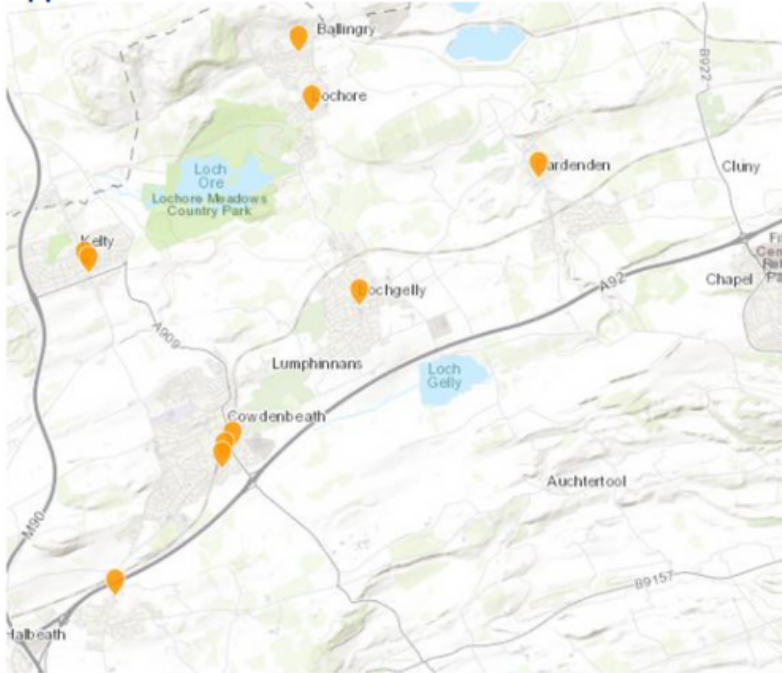 Ballingry
B922
Lochore
Cardenden
Cluny
Loch
Ore
Lochore Meadows
Country Park
Kelty
Lochgelly
A92
Chapel
A909
Lumphinnans
Loch
Gelly
Cowdenbeath
Auchtertool
M90
B9157
Halbeath